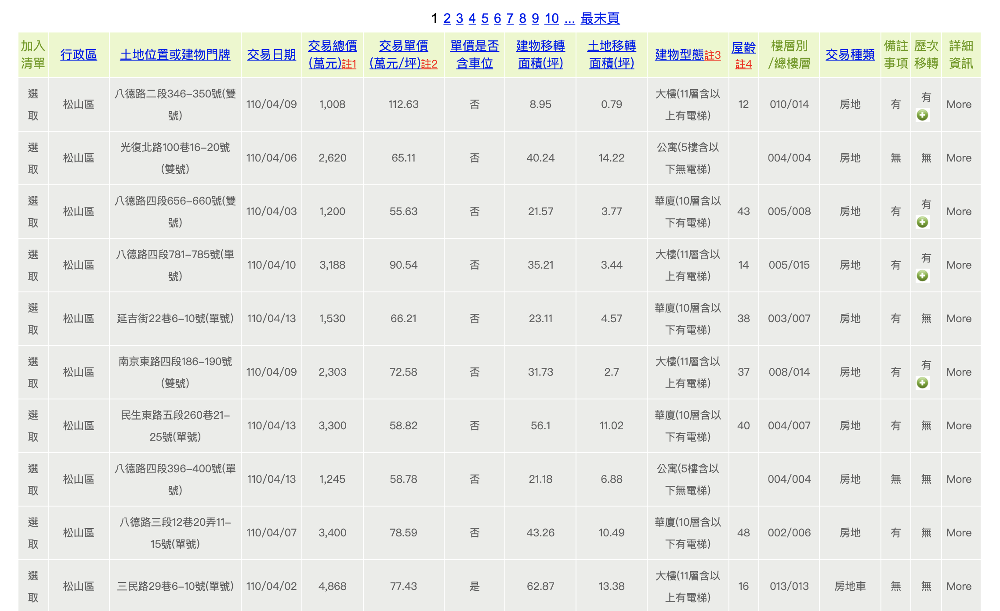 1 2 3 4 5 6 7 8 9 10 ... 最末頁
加入清單 行政區 土地位置或建物門牌 交易日期 交易總價(萬元)註1 交易單價(萬元/坪)註2 單價是否含車位 建物移轉面積(坪) 土地移轉面積(坪) 建物型態註3 屋齡註4 樓層別/總樓層 交易種類 備註事項 歷次移轉 詳細資訊
選取 松山區 八德路二段346-350號(雙號) 110/04/09 1,008 112.63 否 8.95 0.79 大樓(11層含以上有電梯) 12 010/014 房地 有 有 More
選取 松山區 光復北路100巷16-20號(雙號) 110/04/06 2,620 65.11 否 40.24 14.22 公寓(5樓含以下無電梯) 004/004 房地 無 無 More
選取 松山區 八德路四段656-660號(雙號) 110/04/03 1,200 55.63 否 21.57 3.77 華廈(10層含以下有電梯) 43 005/008 房地 有 有 More
選取 松山區 八德路四段781-785號(單號) 110/04/10 3,188 90.54 否 35.21 3.44 大樓(11層含以上有電梯) 14 005/015 房地 有 有 More
選取 松山區 延吉街22巷6-10號(單號) 110/04/13 1,530 66.21 否 23.11 4.57 華廈(10層含以下有電梯) 38 003/007 房地 有 無 More
選取 松山區 南京東路四段186-190號(雙號) 110/04/09 2,303 72.58 否 31.73 2.7 大樓(11層含以上有電梯) 37 008/014 房地 有 有 More
選取 松山區 民生東路五段260巷21-25號(單號) 110/04/13 3,300 58.82 否 56.1 11.02 華廈(10層含以下有電梯) 40 004/007 房地 有 無 More
選取 松山區 八德路四段396-400號(單號) 110/04/13 1,245 58.78 否 21.18 6.88 公寓(5樓含以下無電梯) 004/004 房地 無 無 More
選取 松山區 八德路三段12巷20弄11-15號(單號) 110/04/07 3,400 78.59 否 43.26 10.49 華廈(10層含以下有電梯) 48 002/006 房地 有 無 More
選取 松山區 三民路29巷6-10號(單號) 110/04/02 4,868 77.43 是 62.87 13.38 大樓(11層含以上有電梯) 16 013/013 房地車 無 無 More